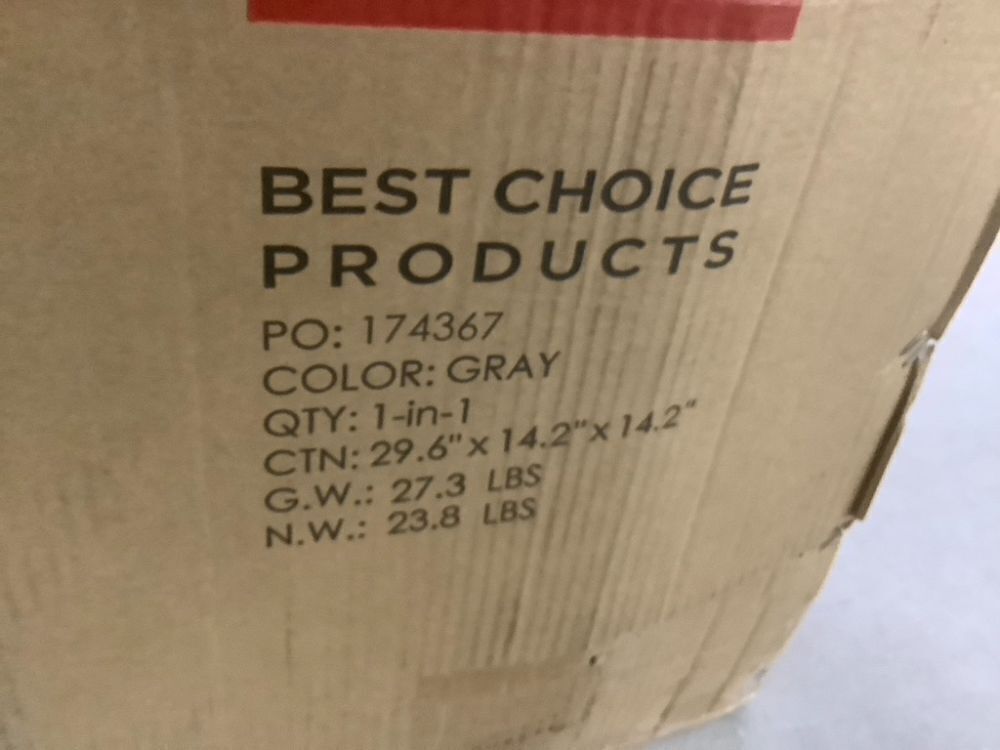 BEST CHOICE
PRODUCTS
PO: 174367
COLOR: GRAY
QTY: 1-in-1
CTN: 29.6" x 14.2" x 14.2"
G.W.: 27.3 LBS
N.W.: 23.8 LBS